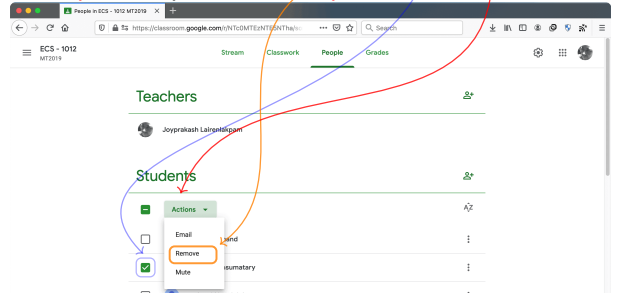 People in ECS - 1012 MT2019
https://classroom.google.com/r/NTc0MTEzNTE5NTha/
Search
ECS - 1012
MT2019
Stream Classwork People Grades
Teachers
Joyprakash Lairenlakpam
Students
Actions
AZ
Email
Remove
Mute